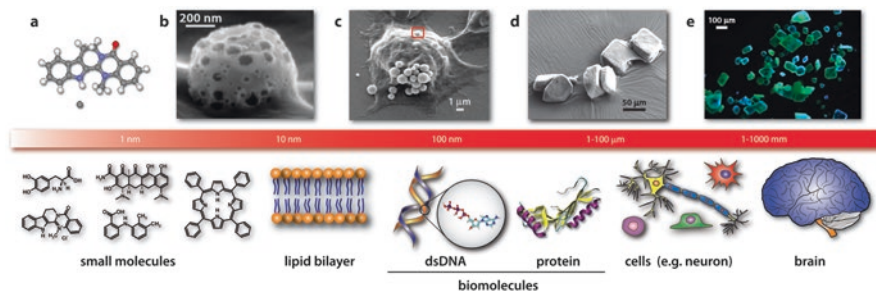 a
b
c
d
e
200 nm
1 μm
50 μm
100 μm
1 nm
10 nm
100 nm
1-100 μm
1-1000 mm
small molecules
lipid bilayer
dsDNA
protein
cells (e.g. neuron)
brain
biomolecules